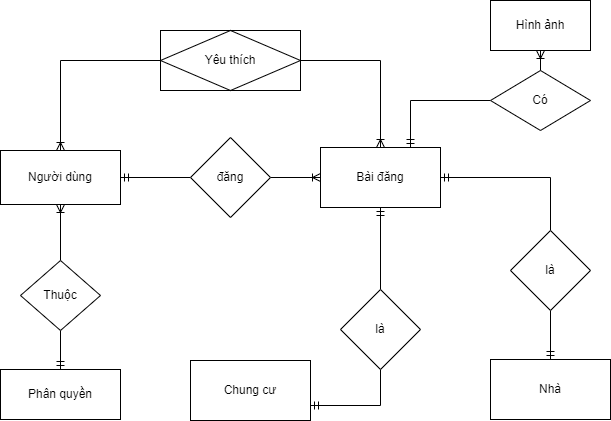 Hình ảnh
Yêu thích
Có
Người dùng
đăng
Bài đăng
là
Thuộc
là
Phân quyền
Chung cư
Nhà